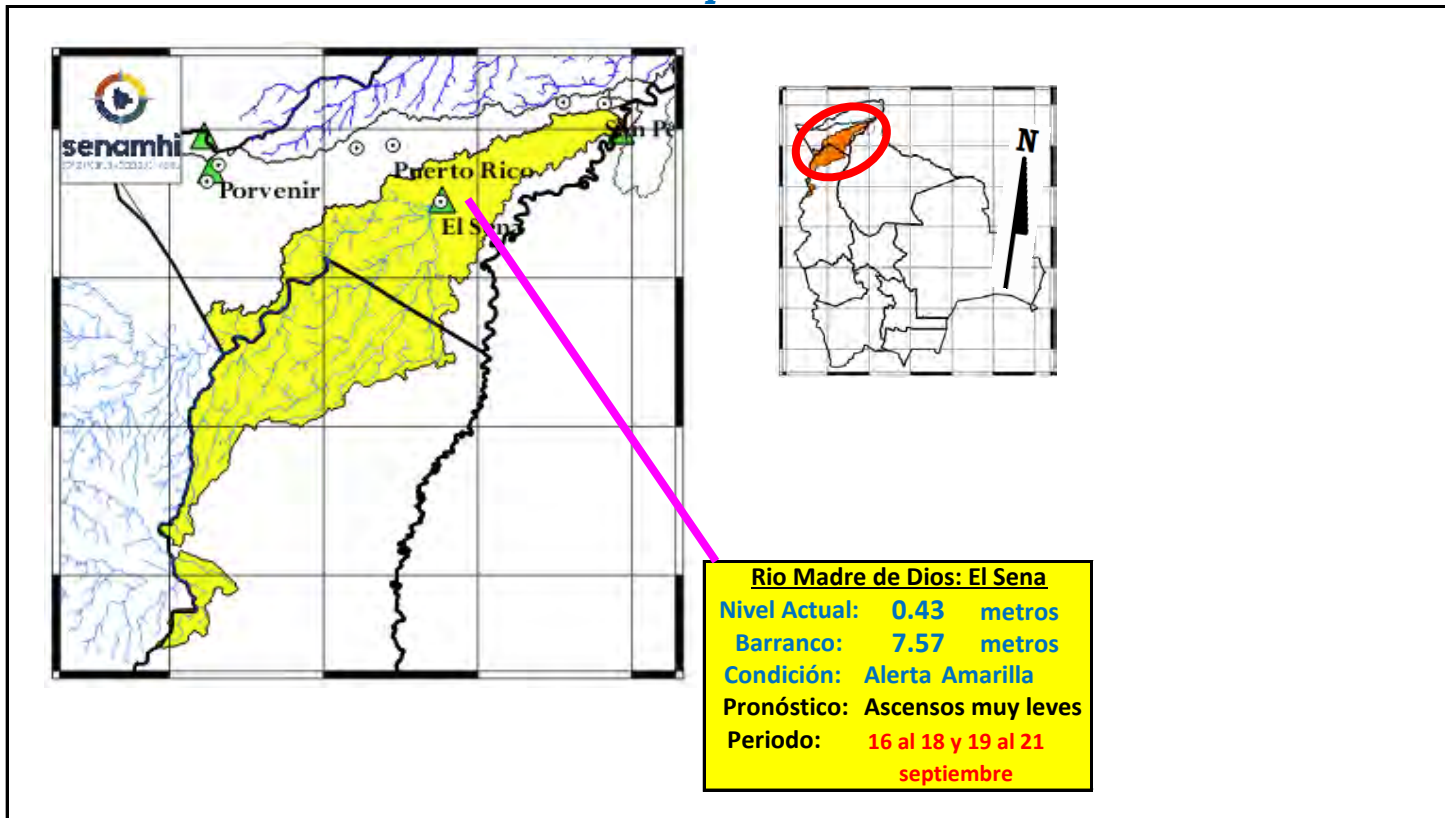 senamhi
Porvenir
Puerto Rico
El Sena
San Pe
N
Rio Madre de Dios: El Sena
Nivel Actual: 0.43 metros
Barranco: 7.57 metros
Condición: Alerta Amarilla
Pronóstico: Ascensos muy leves
Periodo: 16 al 18 y 19 al 21
septiembre